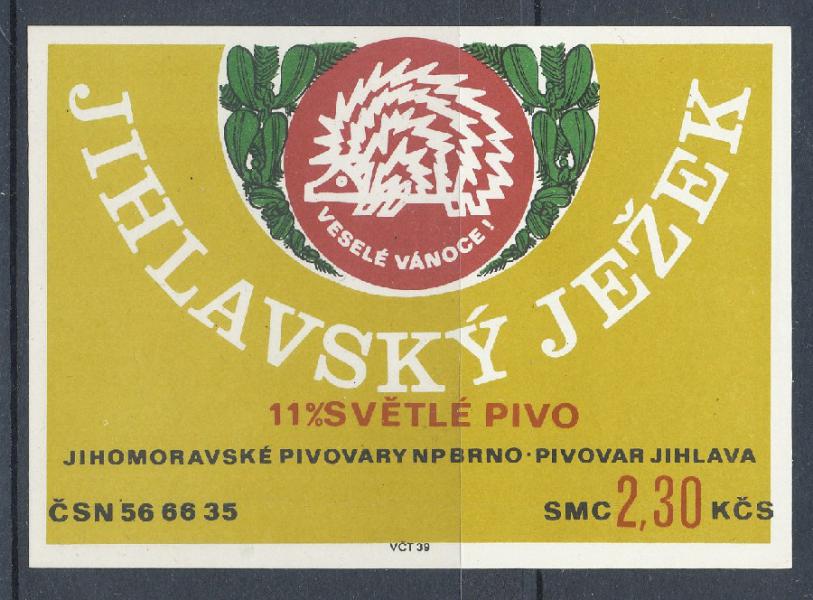 VESELÉ VÁNOCE!
JIHLAVSKÝ JEŽEK
11% SVĚTLÉ PIVO
JIHOMORAVSKÉ PIVOVARY NP BRNO · PIVOVAR JIHLAVA
ČSN 56 66 35
SMC 2,30 KČS
VČT 39